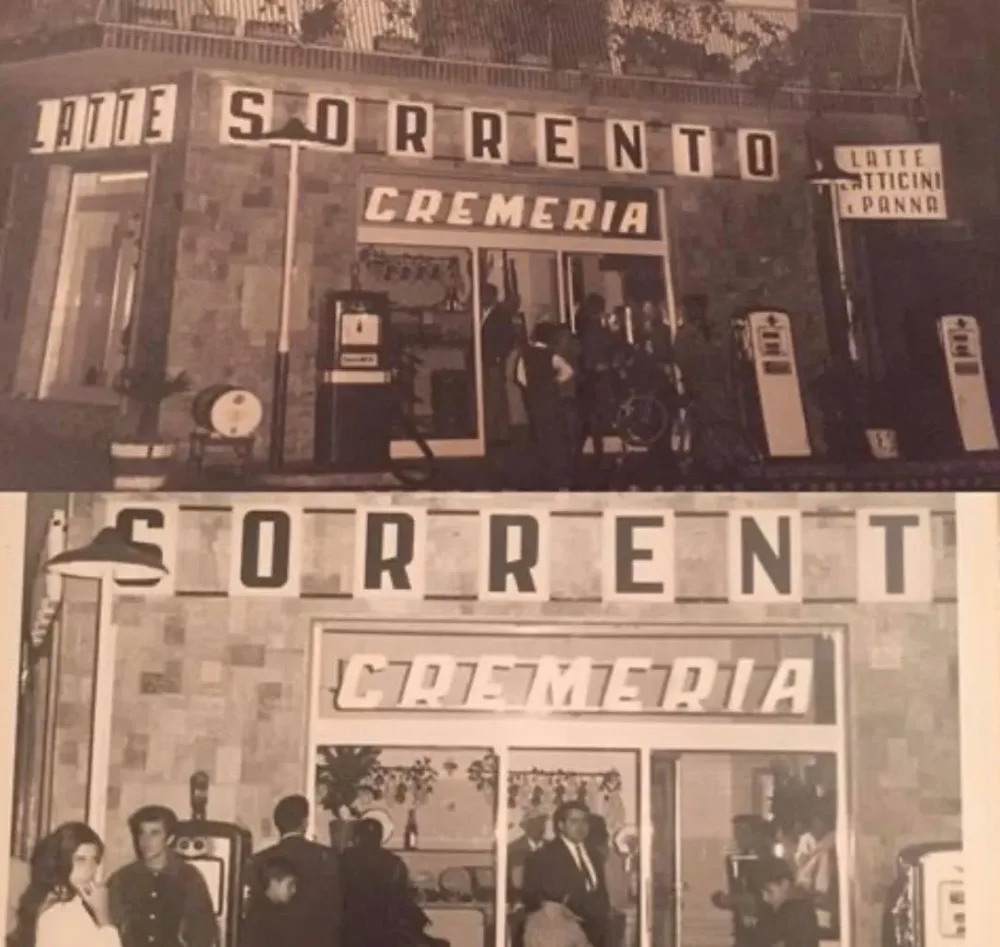 LATTE
SORRENTO
CREMERIA
LATTE
LATTICINI
e PANNA
SORRENT
CREMERIA